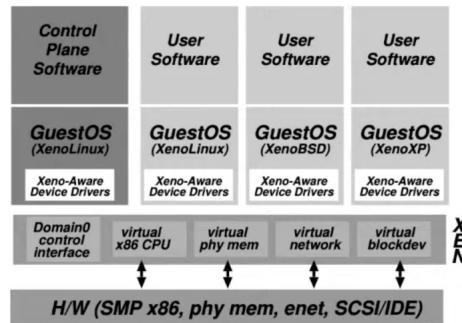 Control
Plane
Software
User
Software
User
Software
User
Software
GuestOS
(XenoLinux)
Xeno-Aware
Device Drivers
GuestOS
(XenoLinux)
Xeno-Aware
Device Drivers
GuestOS
(XenoBSD)
Xeno-Aware
Device Drivers
GuestOS
(XenoXP)
Xeno-Aware
Device Drivers
Domain0
control
interface
virtual
x86 CPU
virtual
phy mem
virtual
network
virtual
blockdev
X
E
N
H/W (SMP x86, phy mem, enet, SCSI/IDE)